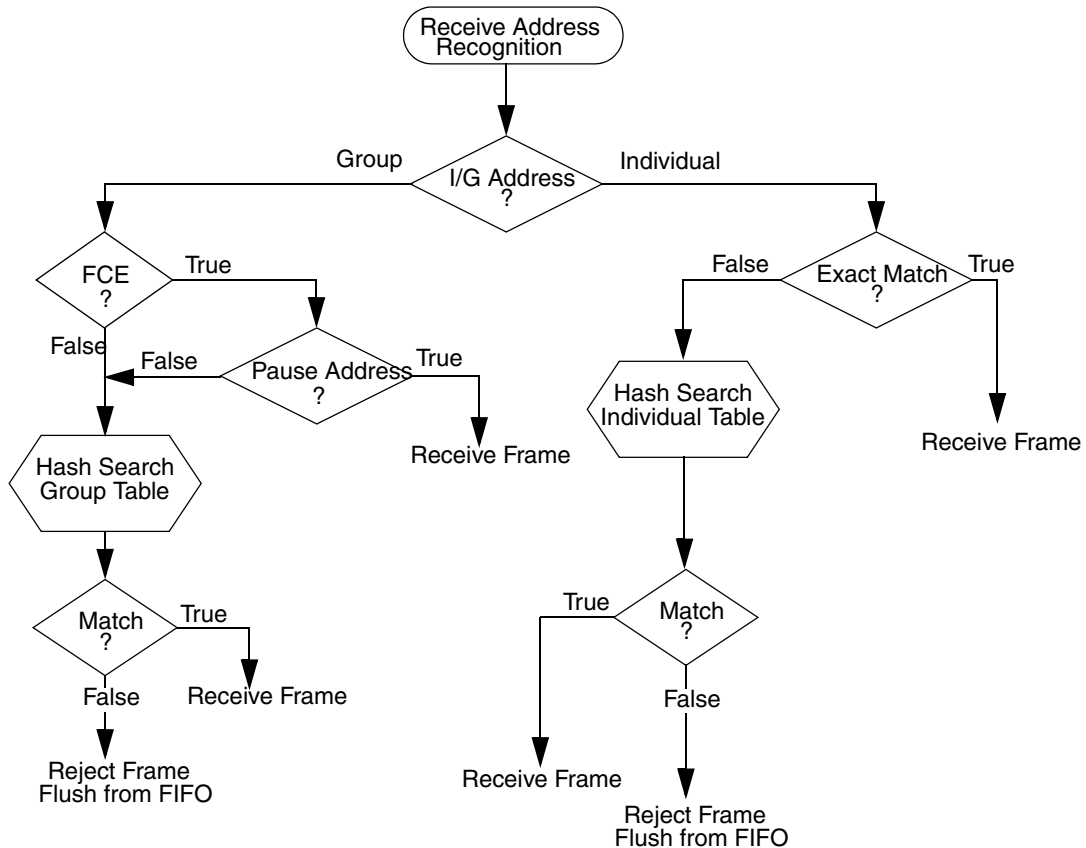 Receive Address
Recognition
Group
I/G Address
?
Individual
FCE
?
True
False
Exact Match
?
True
False
False
Pause Address
?
True
Hash Search
Individual Table
Receive Frame
Receive Frame
Hash Search
Group Table
True
Match
?
Match
?
True
False
Receive Frame
False
Reject Frame
Flush from FIFO
Receive Frame
Reject Frame
Flush from FIFO